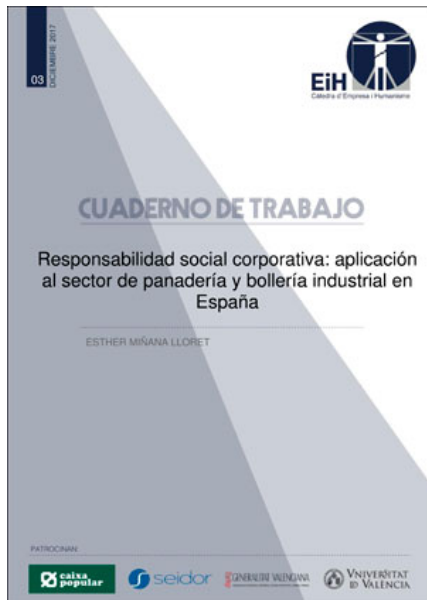 03
DICIEMBRE 2017
EiH
Càtedra d'Empresa i Humanisme
CUADERNO DE TRABAJO
Responsabilidad social corporativa: aplicación
al sector de panadería y bollería industrial en
España
ESTHER MIÑANA LLORET
PATROCINAN:
caixa
popular
seidor
GENERALITAT VALENCIANA
VNIVERSITAT
ID VALÈNCIA